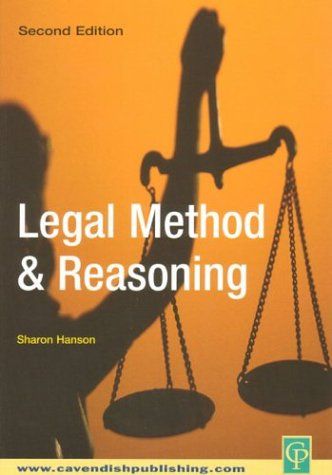 Second Edition
Legal Method
& Reasoning
Sharon Hanson
www.cavendishpublishing.com
CP